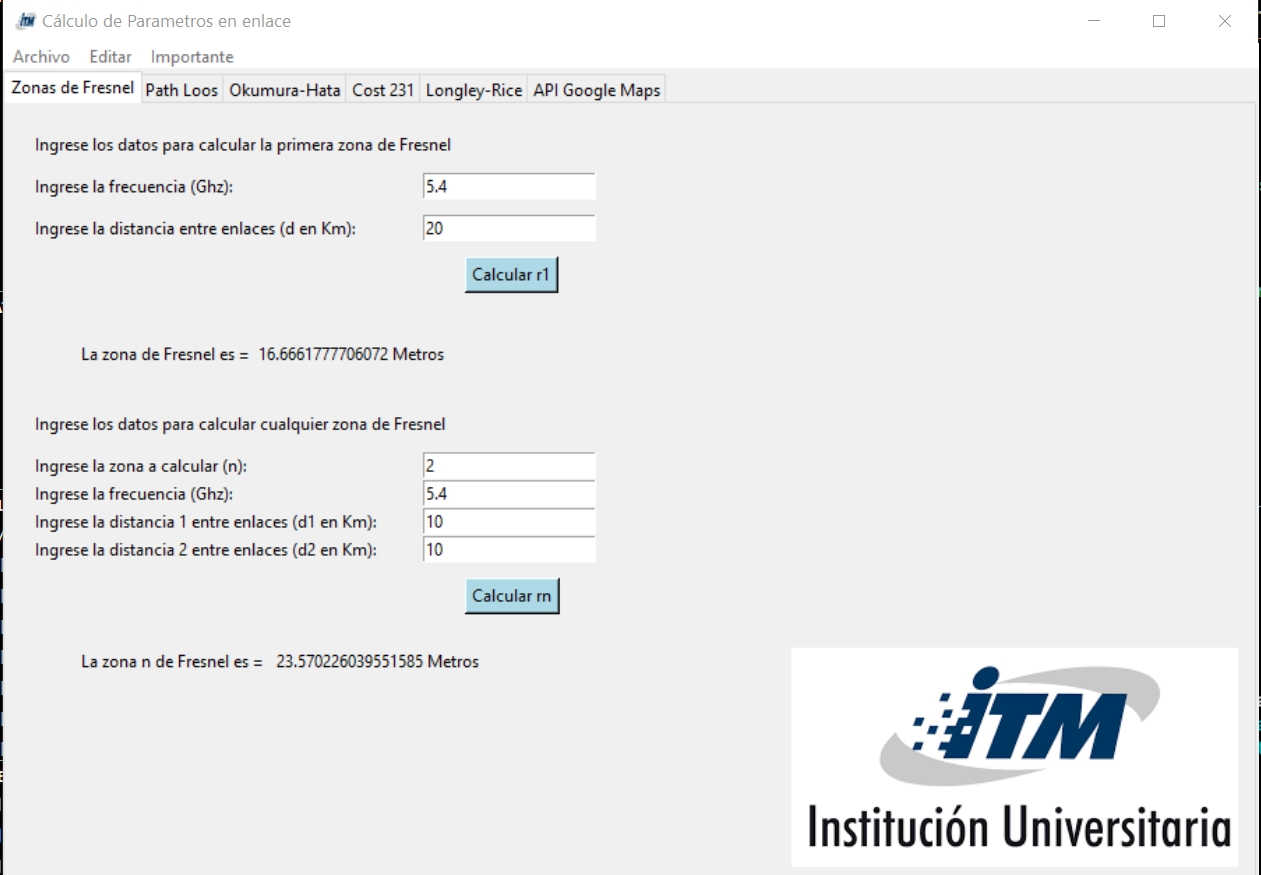 iTM Cálculo de Parametros en enlace
Archivo Editar Importante
Zonas de Fresnel Path Loos Okumura-Hata Cost 231 Longley-Rice API Google Maps
Ingrese los datos para calcular la primera zona de Fresnel
Ingrese la frecuencia (Ghz): 5.4
Ingrese la distancia entre enlaces (d en Km): 20
Calcular r1
La zona de Fresnel es = 16.6661777706072 Metros
Ingrese los datos para calcular cualquier zona de Fresnel
Ingrese la zona a calcular (n): 2
Ingrese la frecuencia (Ghz): 5.4
Ingrese la distancia 1 entre enlaces (d1 en Km): 10
Ingrese la distancia 2 entre enlaces (d2 en Km): 10
Calcular rn
La zona n de Fresnel es = 23.570226039551585 Metros
iTM
Institución Universitaria